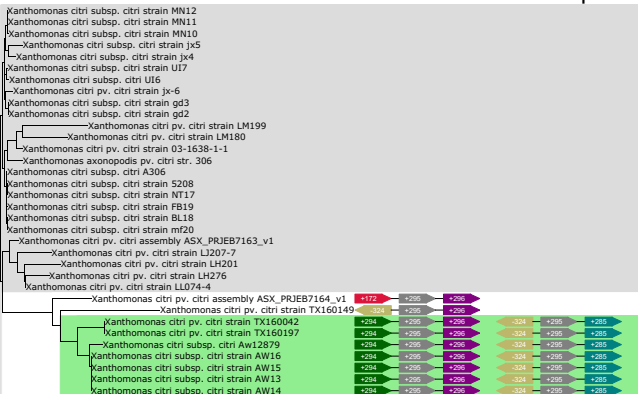 Xanthomonas citri subsp. citri strain MN12
Xanthomonas citri subsp. citri strain MN11
Xanthomonas citri subsp. citri strain MN10
Xanthomonas citri subsp. citri strain jx5
Xanthomonas citri subsp. citri strain jx4
Xanthomonas citri subsp. citri strain UI7
Xanthomonas citri subsp. citri UI6
Xanthomonas citri pv. citri strain jx-6
Xanthomonas citri subsp. citri strain gd3
Xanthomonas citri subsp. citri strain gd2
Xanthomonas citri pv. citri strain LM199
Xanthomonas citri pv. citri strain LM180
Xanthomonas citri pv. citri strain 03-1638-1-1
Xanthomonas axonopodis pv. citri str. 306
Xanthomonas citri subsp. citri A306
Xanthomonas citri subsp. citri strain 5208
Xanthomonas citri subsp. citri strain NT17
Xanthomonas citri subsp. citri strain FB19
Xanthomonas citri subsp. citri strain BL18
Xanthomonas citri subsp. citri strain mf20
Xanthomonas citri pv. citri assembly ASX_PRJEB7163_v1
Xanthomonas citri pv. citri strain LJ207-7
Xanthomonas citri pv. citri strain LH201
Xanthomonas citri pv. citri strain LH276
Xanthomonas citri pv. citri strain LL074-4
Xanthomonas citri pv. citri assembly ASX_PRJEB7164_v1 +172 +295 +296
Xanthomonas citri pv. citri strain TX160149 -324 +295 +296
Xanthomonas citri pv. citri strain TX160042 +294 +295 +296 -324 +295 +285
Xanthomonas citri pv. citri strain TX160197 +294 +295 +296 -324 +295 +285
Xanthomonas citri subsp. citri Aw12879 +294 +295 +296 -324 +295 +285
Xanthomonas citri subsp. citri strain AW16 +294 +295 +296 -324 +295 +285
Xanthomonas citri subsp. citri strain AW15 +294 +295 +296 -324 +295 +285
Xanthomonas citri subsp. citri strain AW13 +294 +295 +296 -324 +295 +285
Xanthomonas citri subsp. citri strain AW14 +294 +295 +296 -324 +295 +285